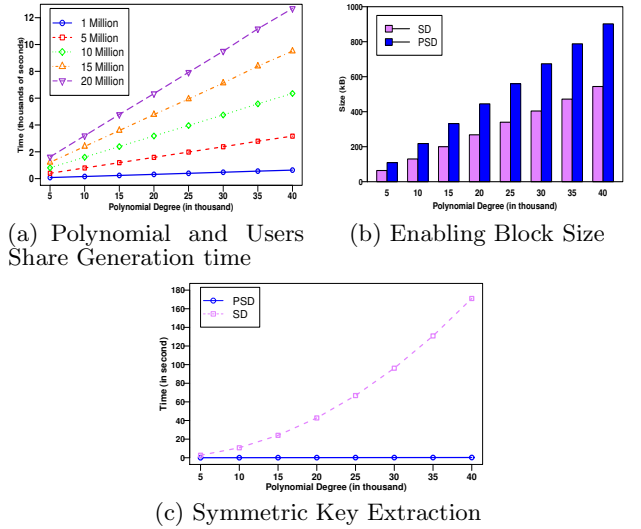 Time (thousands of seconds)
12
10
8
6
4
2
0
1 Million
5 Million
10 Million
15 Million
20 Million
5 10 15 20 25 30 35 40
Polynomial Degree (in thousand)
(a) Polynomial and Users
Share Generation time
Size (kB)
1000
800
600
400
200
0
SD
PSD
5 10 15 20 25 30 35 40
Polynomial Degree (in thousand)
(b) Enabling Block Size
Time (in second)
180
160
140
120
100
80
60
40
20
0
PSD
SD
5 10 15 20 25 30 35 40
Polynomial Degree (in thousand)
(c) Symmetric Key Extraction